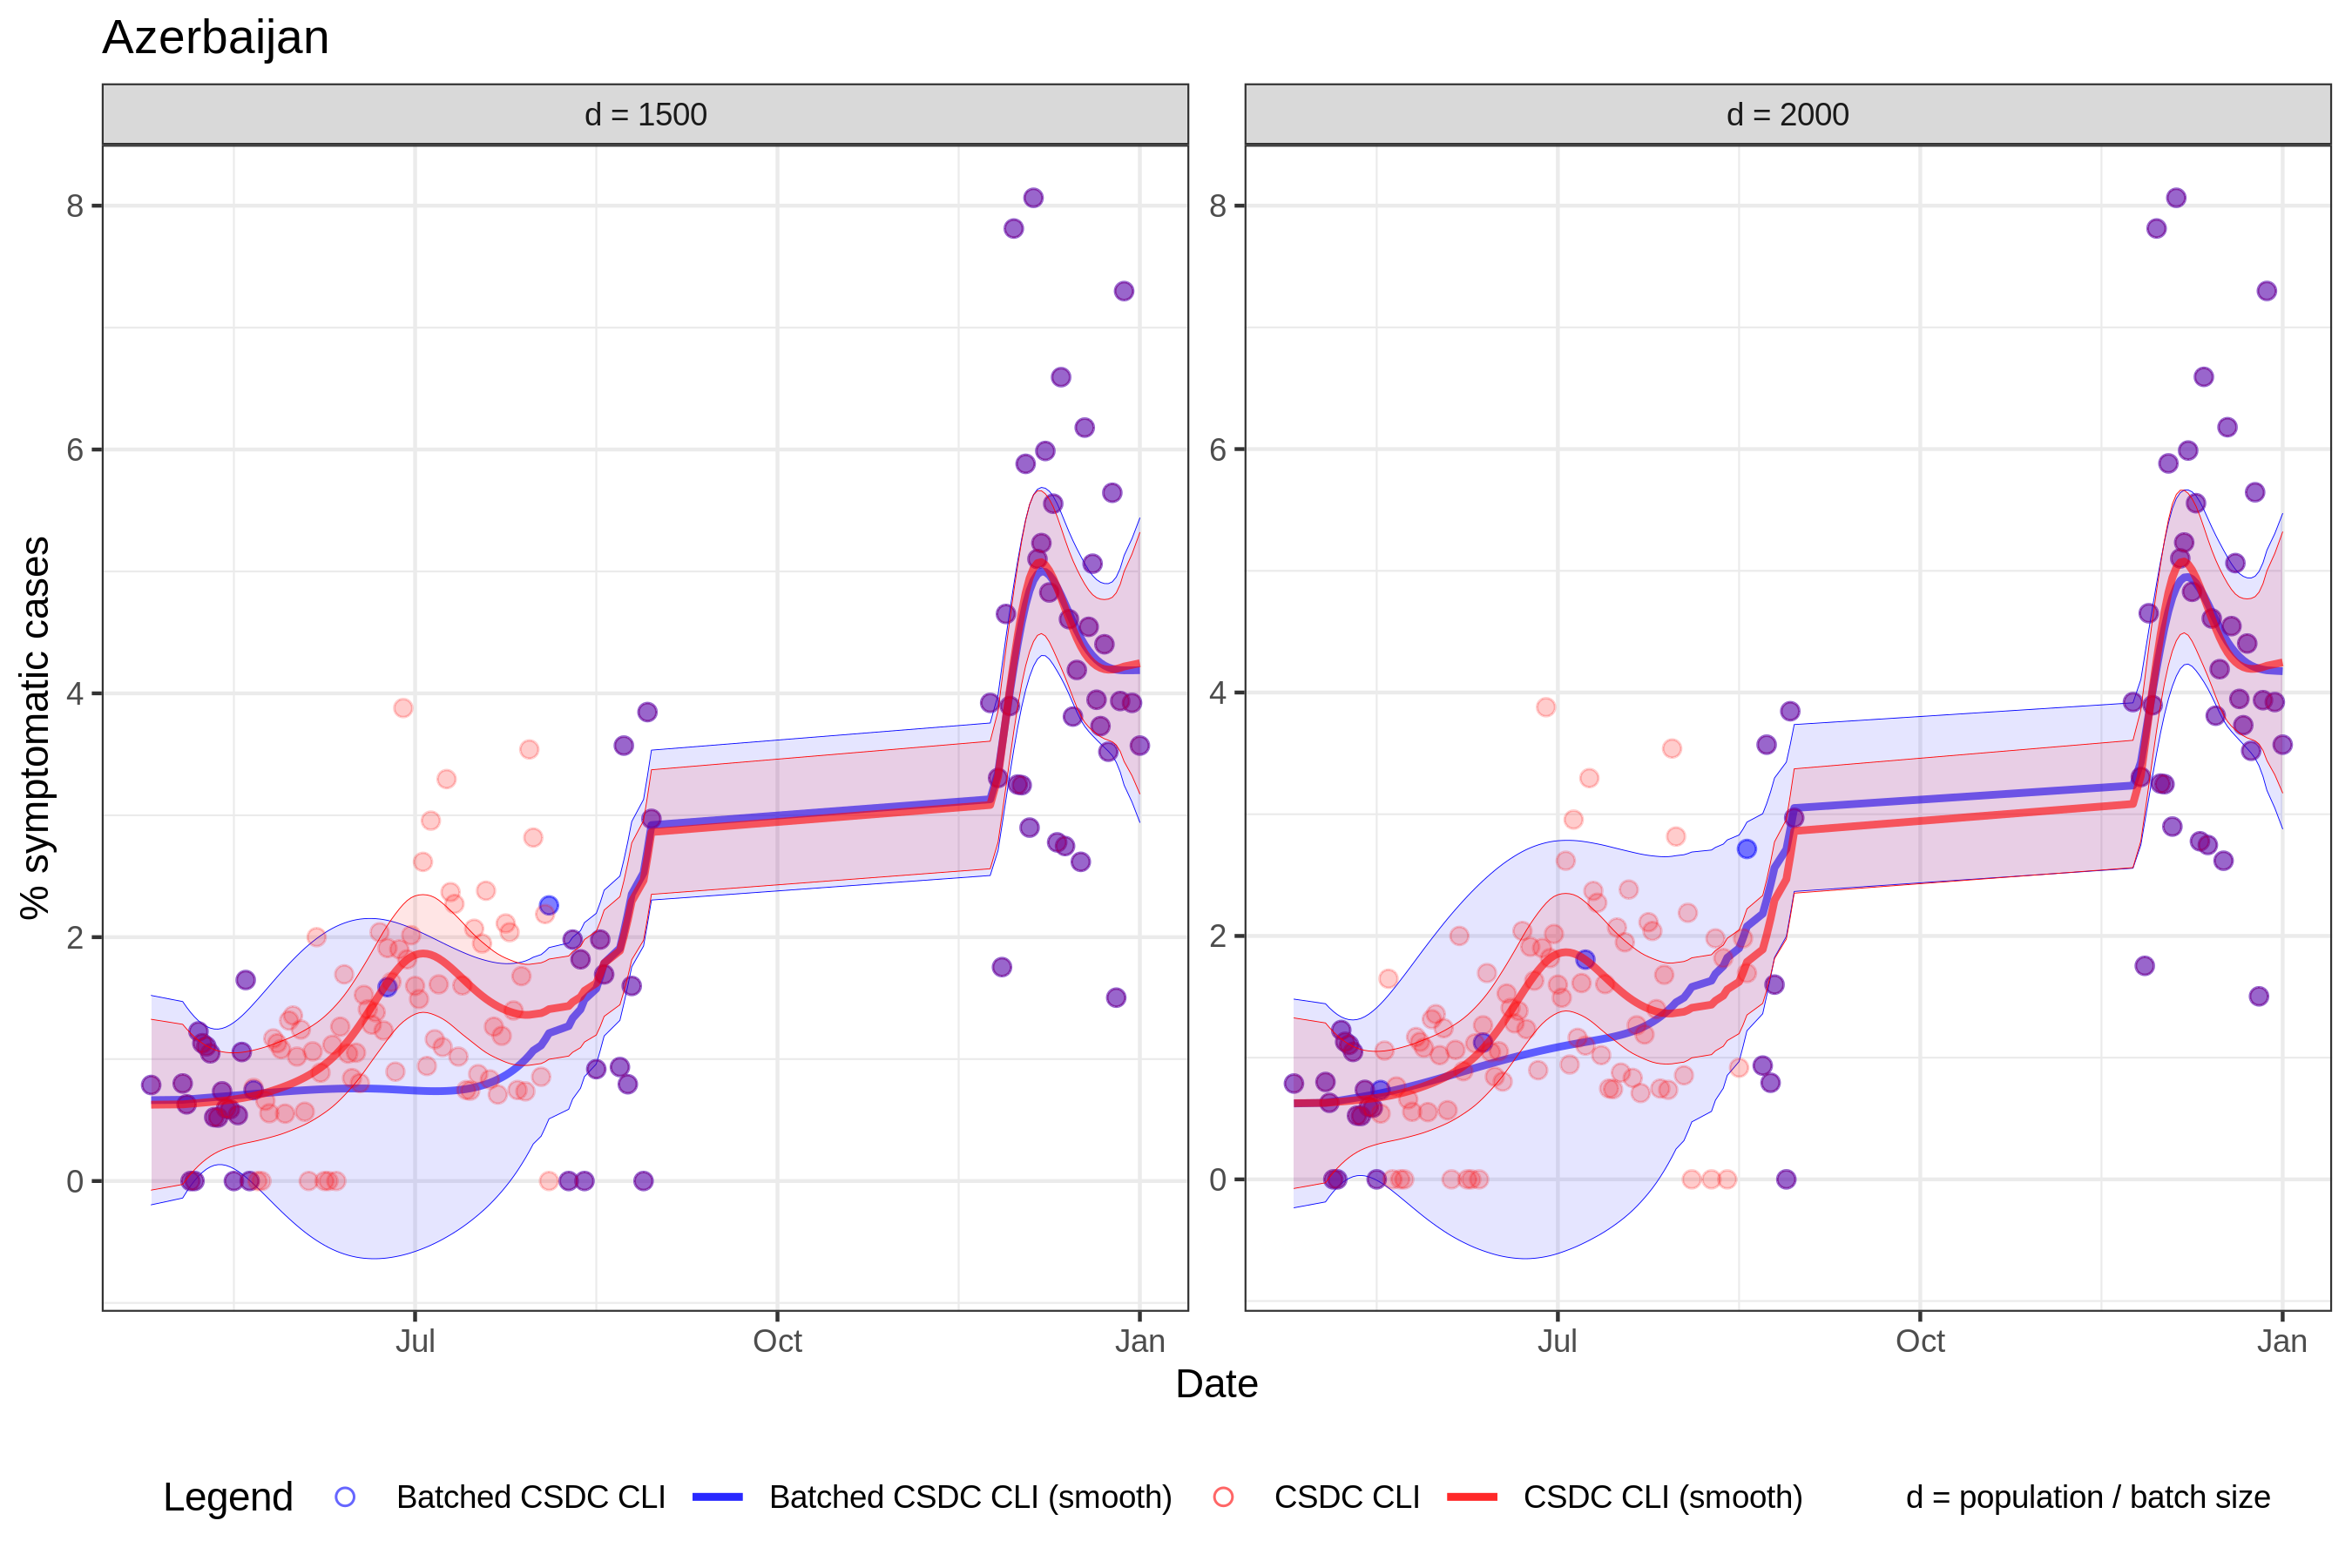 Azerbaijan
d = 1500
d = 2000
% symptomatic cases
8
6
4
2
0
8
6
4
2
0
Jul Oct Jan
Jul Oct Jan
Date
Legend Batched CSDC CLI Batched CSDC CLI (smooth) CSDC CLI CSDC CLI (smooth) d = population / batch size